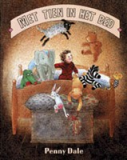 MET TIEN IN HET BED
Penny Dale